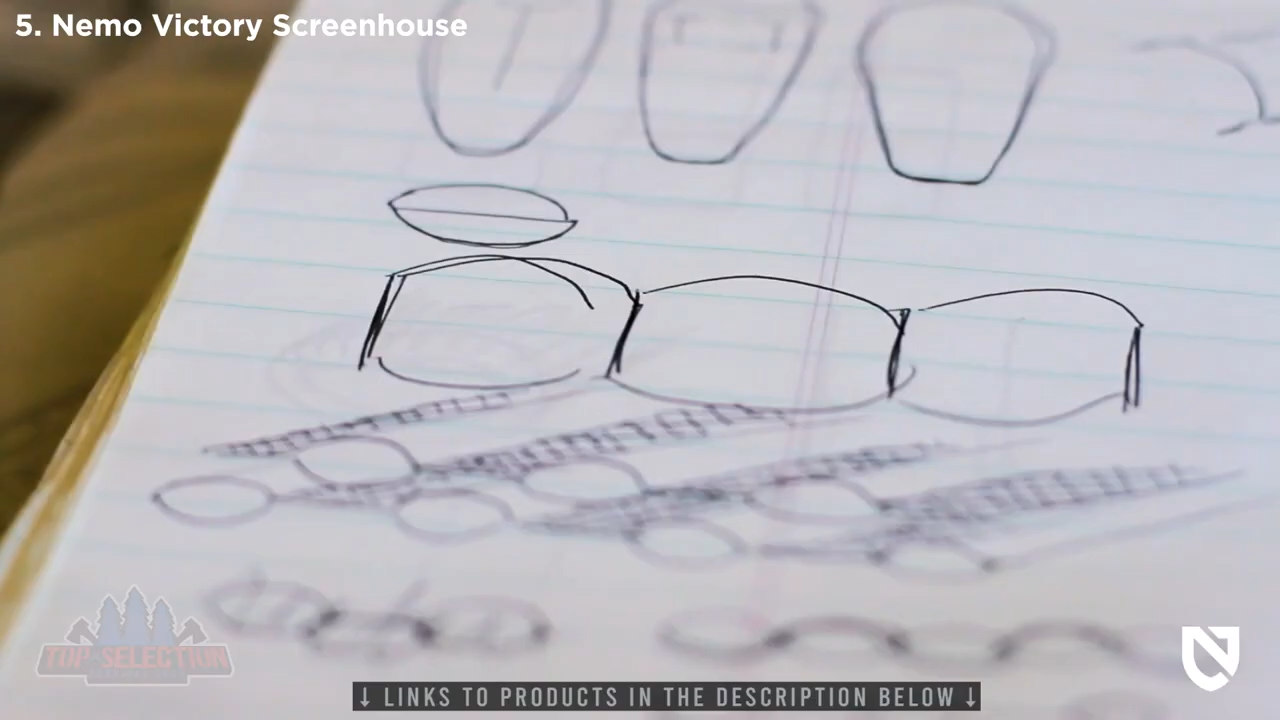 5. Nemo Victory Screenhouse
TOP SELECTION
↓ LINKS TO PRODUCTS IN THE DESCRIPTION BELOW ↓